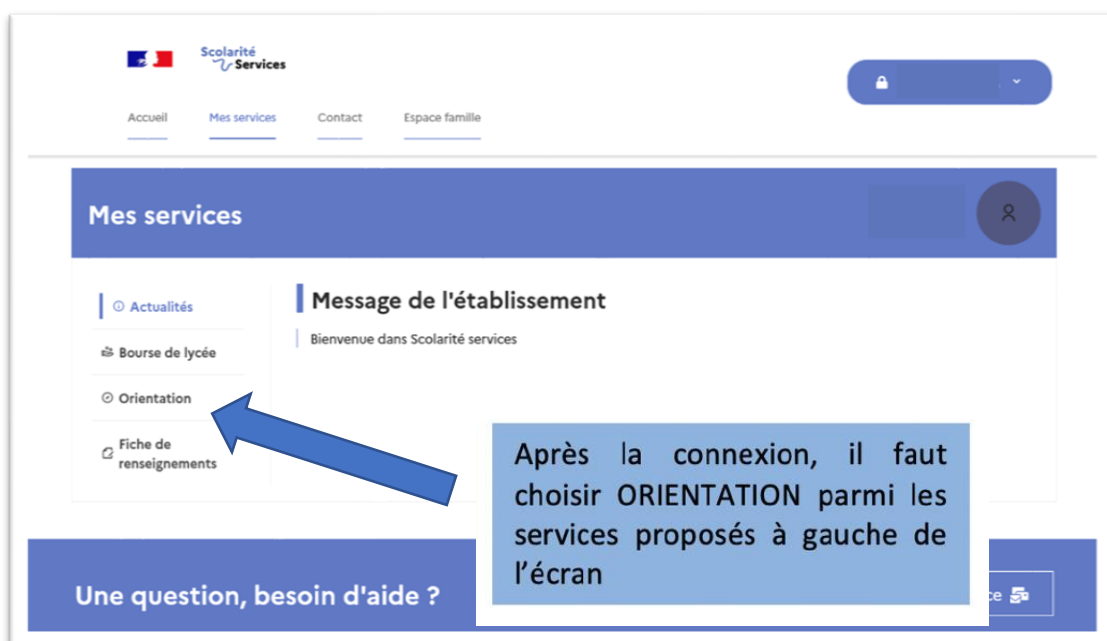 Scolarité
Services
Accueil Mes services Contact Espace famille
Mes services
Actualités
Bourse de lycée
Orientation
Fiche de
renseignements
Message de l'établissement
Bienvenue dans Scolarité services
Après la connexion, il faut
choisir ORIENTATION parmi les
services proposés à gauche de
l'écran
Une question, besoin d'aide ?